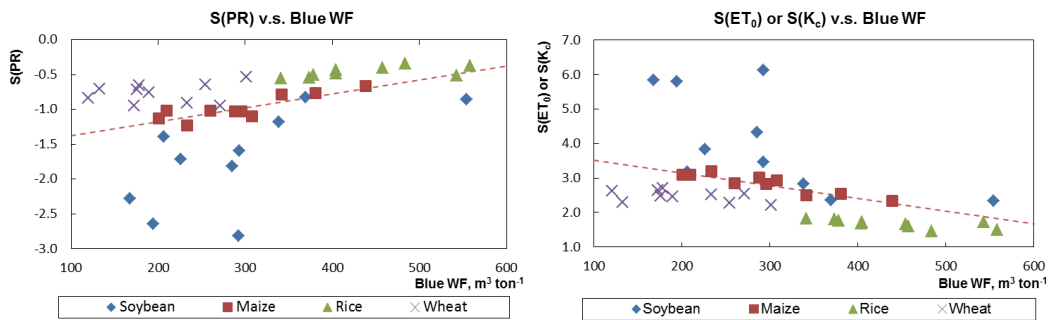 S(PR) v.s. Blue WF
S(PR)
0.0
-0.5
-1.0
-1.5
-2.0
-2.5
-3.0
100 200 300 400 500 600
Blue WF, m³ ton⁻¹
Soybean Maize Rice Wheat
S(ET₀) or S(K꜀) v.s. Blue WF
S(ET₀) or S(K꜀)
7.0
6.0
5.0
4.0
3.0
2.0
1.0
100 200 300 400 500 600
Blue WF, m³ ton⁻¹
Soybean Maize Rice Wheat